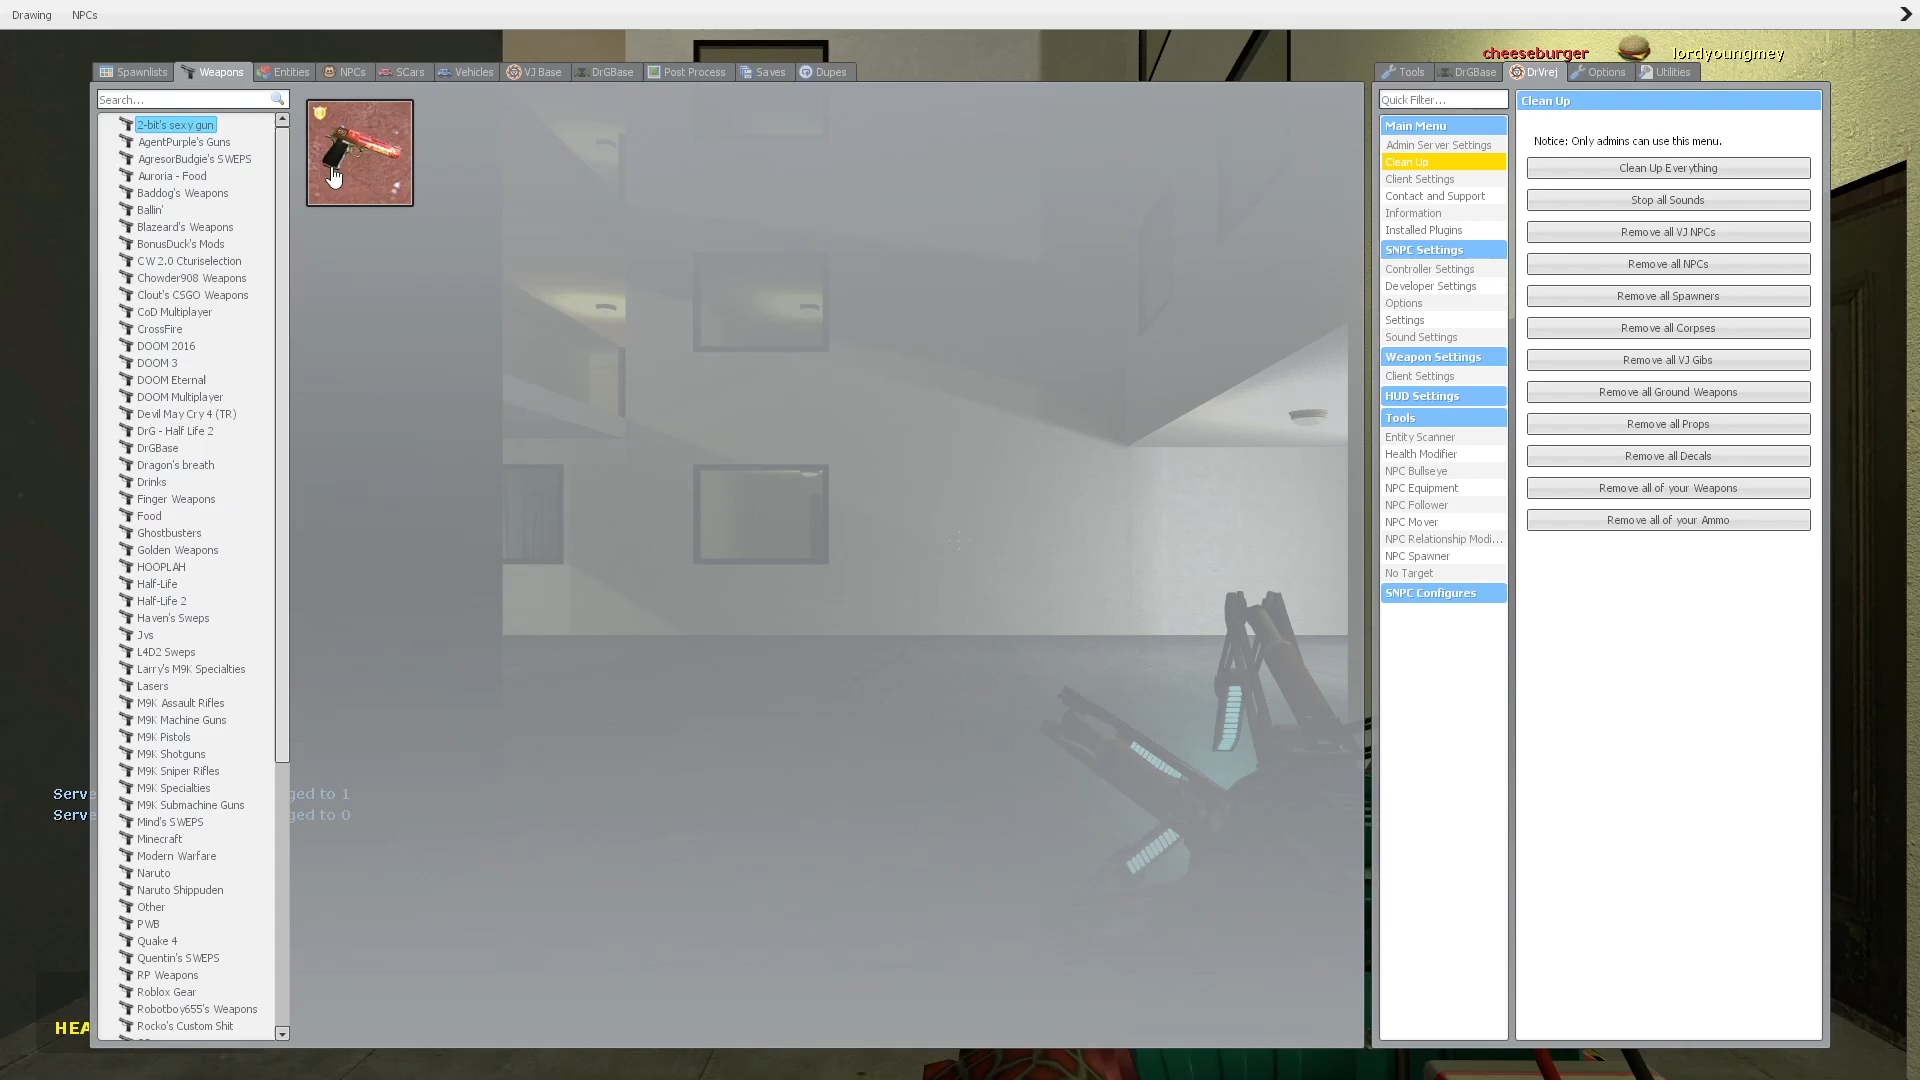 Drawing NPCs
cheeseburger lordyoungmey
Spawnlists Weapons Entities NPCs SCars Vehicles VJ Base DrGBase Post Process Saves Dupes
Tools DrGBase DrVrej Options Utilities
Search...
2-bit's sexy gun
AgentPurple's Guns
AgresorBudgie's SWEPS
Auroria - Food
Baddog's Weapons
Ballin'
Blazeard's Weapons
BonusDuck's Mods
CW 2.0 Cturiselection
Chowder908 Weapons
Clout's CSGO Weapons
CoD Multiplayer
CrossFire
DOOM 2016
DOOM 3
DOOM Eternal
DOOM Multiplayer
Devil May Cry 4 (TR)
DrG - Half Life 2
DrGBase
Dragon's breath
Drinks
Finger Weapons
Food
Ghostbusters
Golden Weapons
HOOPLAH
Half-Life
Half-Life 2
Haven's Sweps
Jvs
L4D2 Sweps
Larry's M9K Specialties
Lasers
M9K Assault Rifles
M9K Machine Guns
M9K Pistols
M9K Shotguns
M9K Sniper Rifles
M9K Specialties
M9K Submachine Guns
Mind's SWEPS
Minecraft
Modern Warfare
Naruto
Naruto Shippuden
Other
PWB
Quake 4
Quentin's SWEPS
RP Weapons
Roblox Gear
Robotboy655's Weapons
Rocko's Custom Shit
Serve ged to 1
Serve ged to 0
HEA
Quick Filter...
Main Menu
Admin Server Settings
Clean Up
Client Settings
Contact and Support
Information
Installed Plugins
SNPC Settings
Controller Settings
Developer Settings
Options
Settings
Sound Settings
Weapon Settings
Client Settings
HUD Settings
Tools
Entity Scanner
Health Modifier
NPC Bullseye
NPC Equipment
NPC Follower
NPC Mover
NPC Relationship Modi...
NPC Spawner
No Target
SNPC Configures
Clean Up
Notice: Only admins can use this menu.
Clean Up Everything
Stop all Sounds
Remove all VJ NPCs
Remove all NPCs
Remove all Spawners
Remove all Corpses
Remove all VJ Gibs
Remove all Ground Weapons
Remove all Props
Remove all Decals
Remove all of your Weapons
Remove all of your Ammo